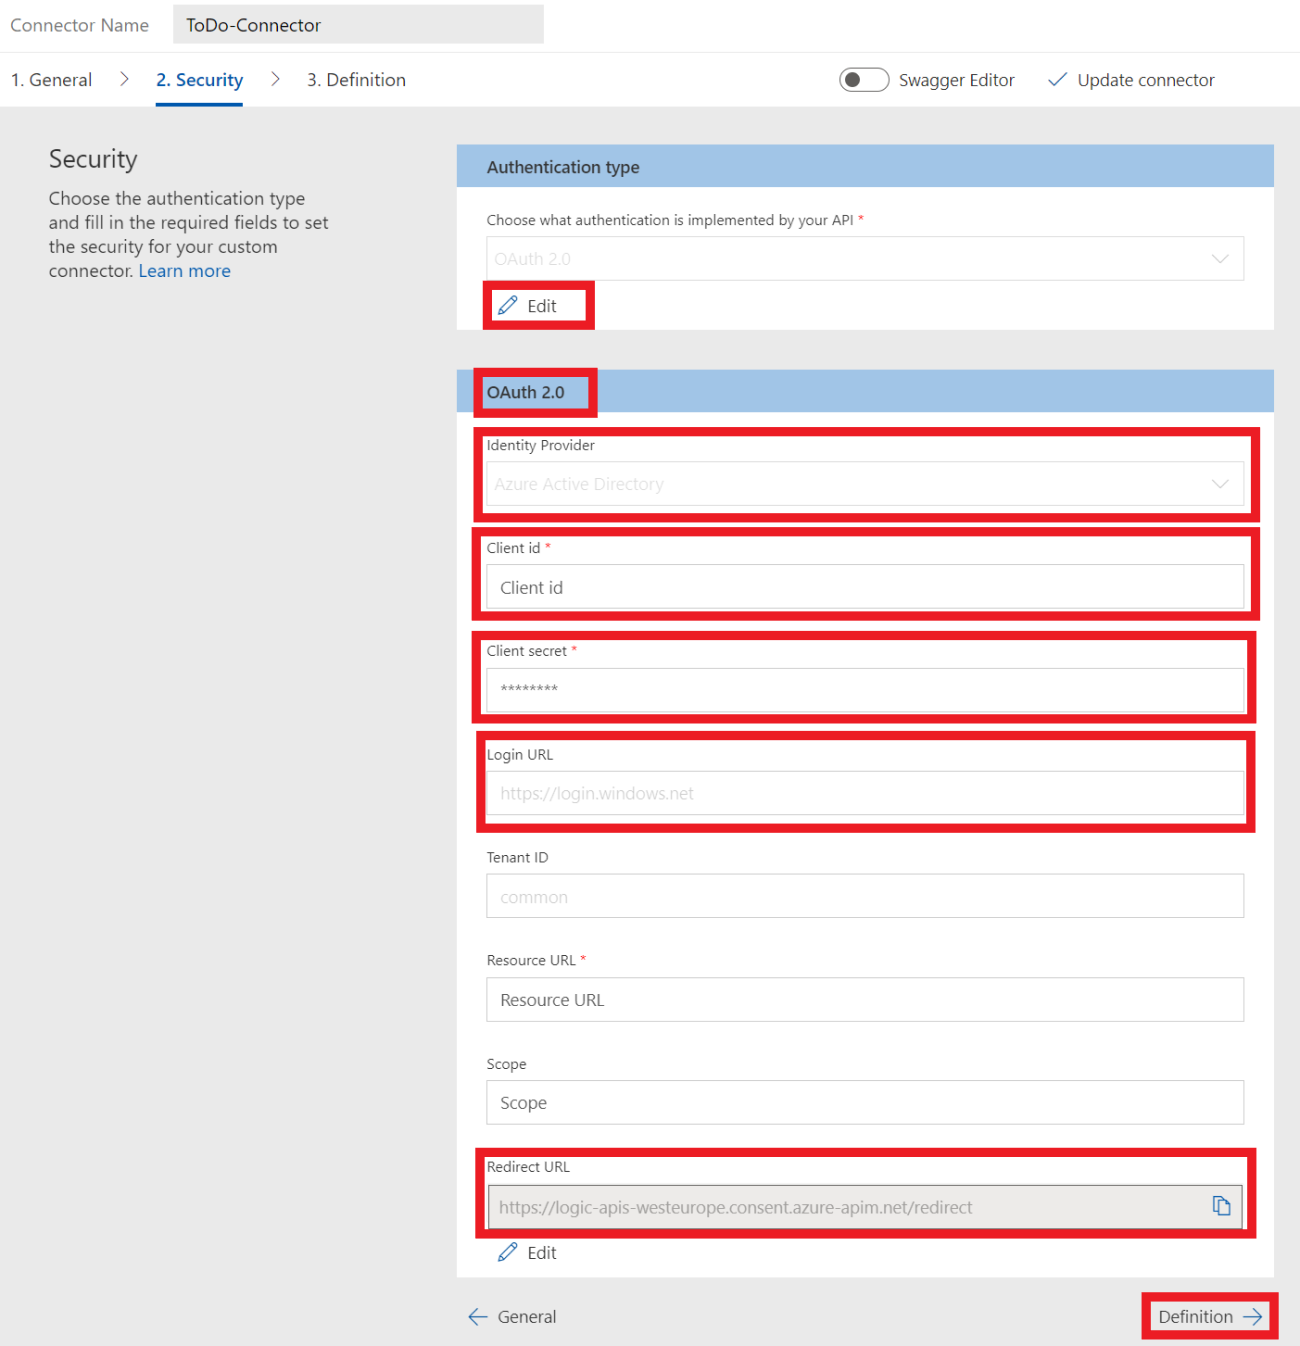 Connector Name ToDo-Connector
1. General 2. Security 3. Definition Swagger Editor Update connector
Security
Choose the authentication type
and fill in the required fields to set
the security for your custom
connector. Learn more
Authentication type
Choose what authentication is implemented by your API *
OAuth 2.0
Edit
OAuth 2.0
Identity Provider
Azure Active Directory
Client id *
Client id
Client secret *
********
Login URL
https://login.windows.net
Tenant ID
common
Resource URL *
Resource URL
Scope
Scope
Redirect URL
https://logic-apis-westeurope.consent.azure-apim.net/redirect
Edit
General Definition